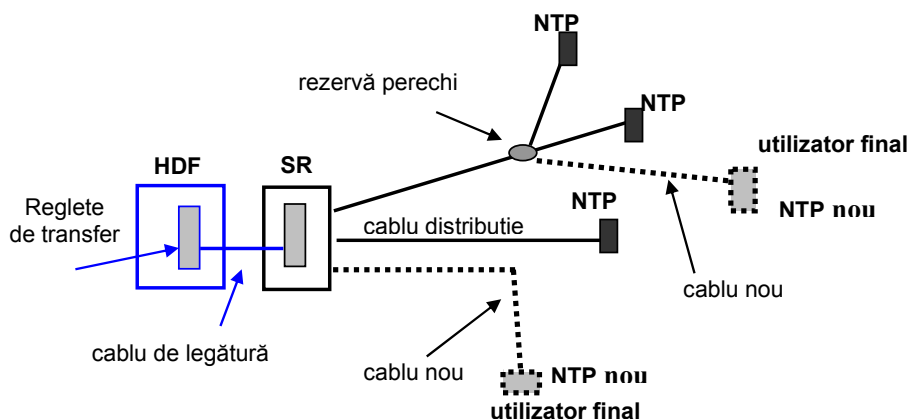 NTP
rezervă perechi
NTP
utilizator final
HDF
SR
Reglete
de transfer
NTP
NTP nou
cablu distributie
cablu nou
cablu de legătură
cablu nou
NTP nou
utilizator final